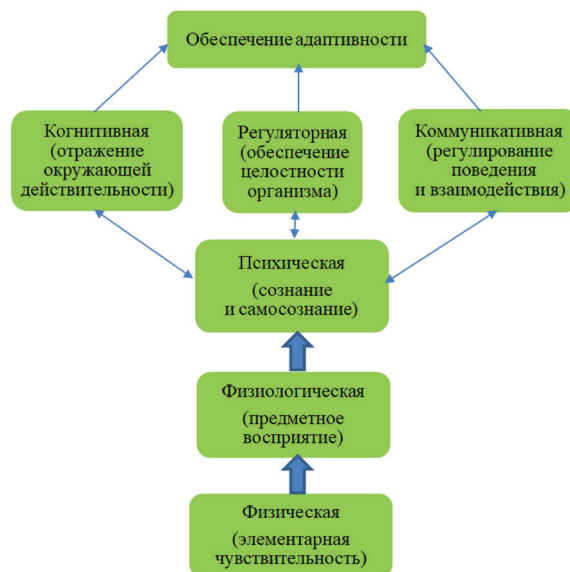 Обеспечение адаптивности
Когнитивная
(отражение
окружающей
действительности)
Регуляторная
(обеспечение
целостности
организма)
Коммуникативная
(регулирование
поведения
и взаимодействия)
Психическая
(сознание
и самосознание)
Физиологическая
(предметное
восприятие)
Физическая
(элементарная
чувствительность)